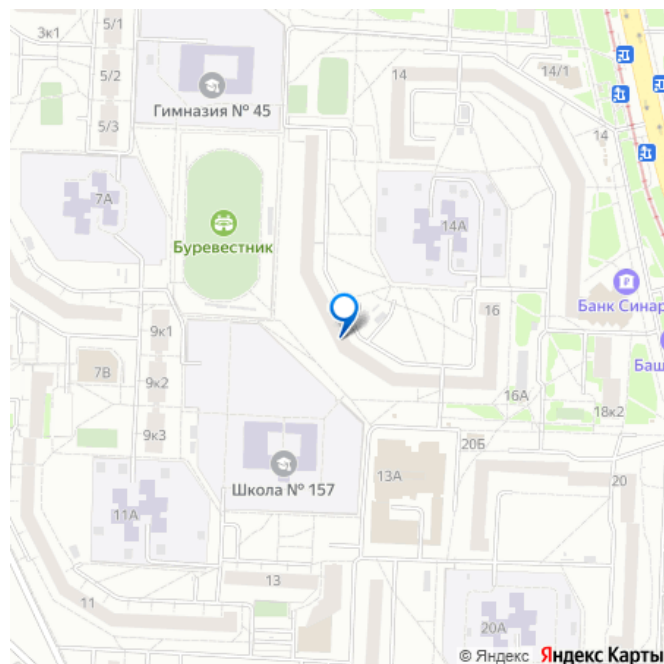 3к1
5/1
5/2
5/3
Гимназия № 45
14
14/1
14
7А
Буревестник
14А
Банк Синар
16
9к1
Баш
7В
9к2
16А
18к2
9к3
20Б
13А
20
Школа № 157
11А
13
11
20А
© Яндекс Яндекс Карты